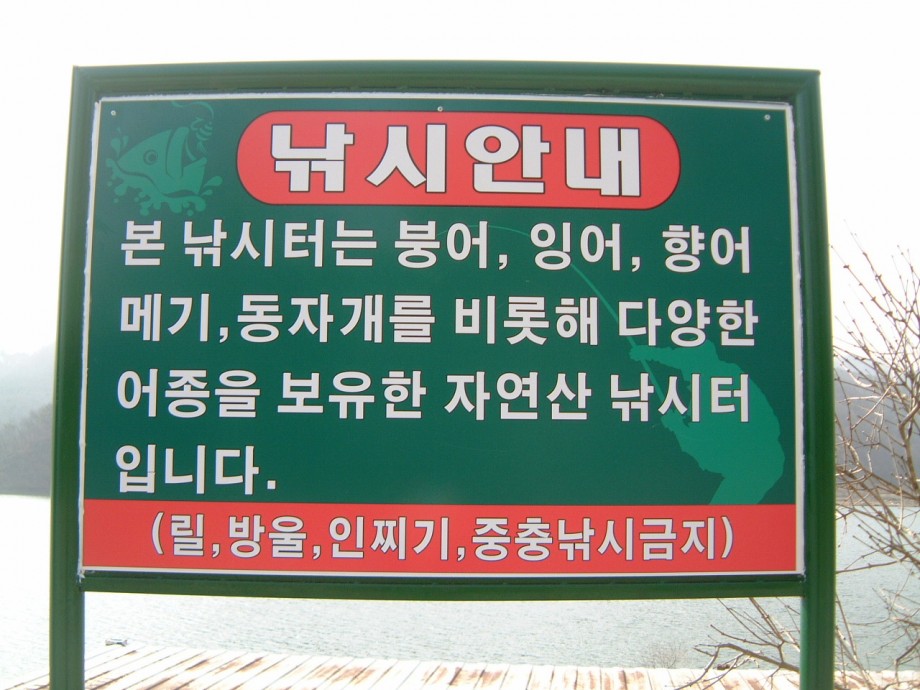 낚시안내
본 낚시터는 붕어, 잉어, 향어
메기,동자개를 비롯해 다양한
어종을 보유한 자연산 낚시터
입니다.
(릴,방울,인찌기,중층낚시금지)